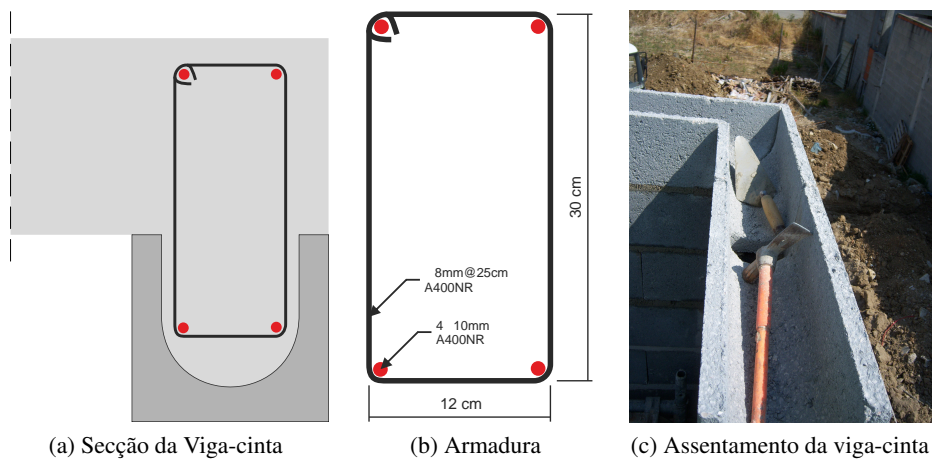 8mm@25cm
A400NR
4 10mm
A400NR
30 cm
12 cm
(a) Secção da Viga-cinta
(b) Armadura
(c) Assentamento da viga-cinta